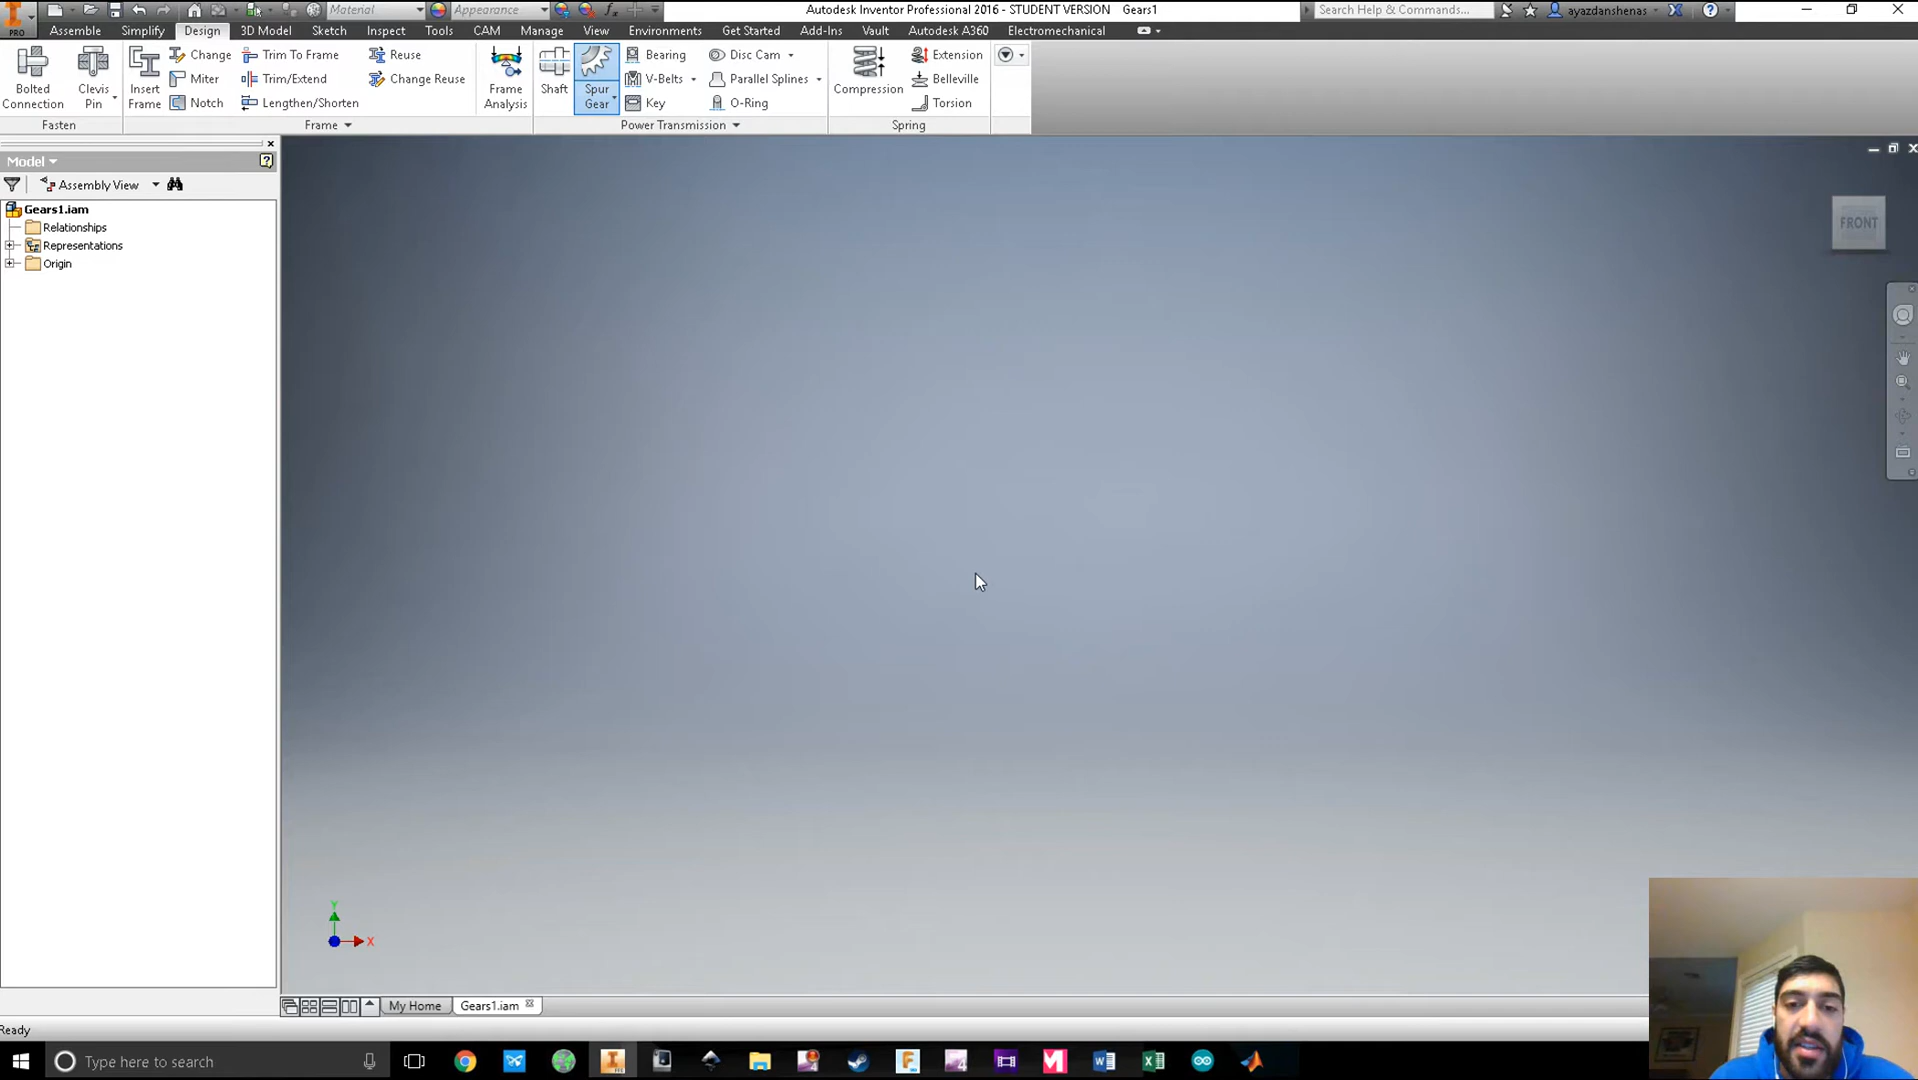 Material
Appearance
Autodesk Inventor Professional 2016 - STUDENT VERSION Gears1
Search Help & Commands...
ayazdanshenas
PRO
Assemble
Simplify
Design
3D Model
Sketch
Inspect
Tools
CAM
Manage
View
Environments
Get Started
Add-Ins
Vault
Autodesk A360
Electromechanical
Bolted
Connection
Clevis
Pin
Insert
Frame
Change
Miter
Notch
Trim To Frame
Trim/Extend
Lengthen/Shorten
Reuse
Change Reuse
Frame
Analysis
Shaft
Spur
Gear
Bearing
V-Belts
Key
Disc Cam
Parallel Splines
O-Ring
Compression
Extension
Belleville
Torsion
Fasten
Frame
Power Transmission
Spring
Model
Assembly View
Gears1.iam
Relationships
Representations
Origin
FRONT
Y
X
My Home
Gears1.iam
Ready
Type here to search